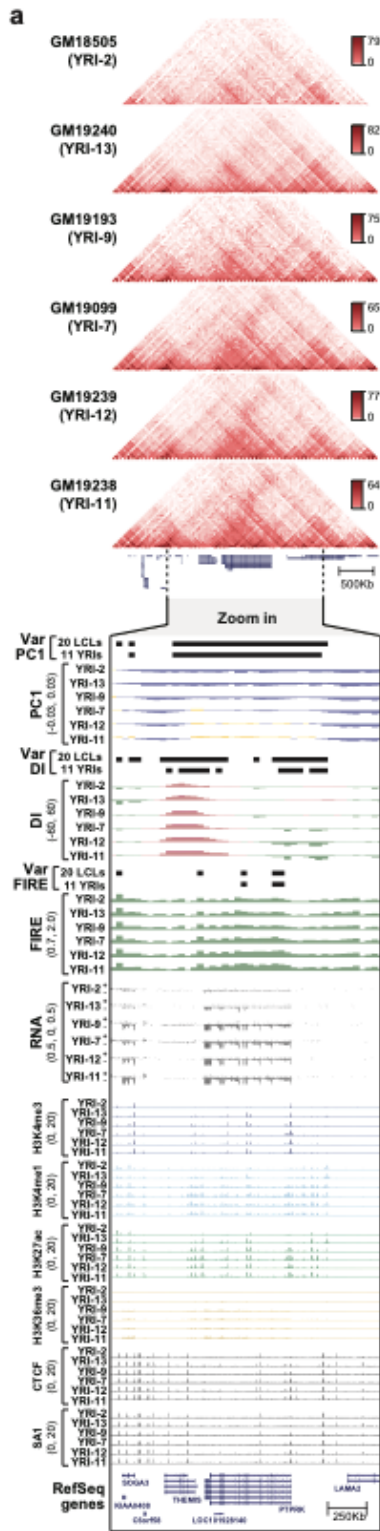 a
GM18505
(YRI-2)
79
0
GM19240
(YRI-13)
82
0
GM19193
(YRI-9)
75
0
GM19099
(YRI-7)
65
0
GM19239
(YRI-12)
77
0
GM19238
(YRI-11)
64
0
500Kb
Zoom in
Var
PC1
20 LCLs
11 YRIs
PC1
(-0.03, 0.03)
YRI-2
YRI-13
YRI-9
YRI-7
YRI-12
YRI-11
Var
DI
20 LCLs
11 YRIs
DI
(-60, 60)
YRI-2
YRI-13
YRI-9
YRI-7
YRI-12
YRI-11
Var
FIRE
20 LCLs
11 YRIs
FIRE
(0.7, 2.0)
YRI-2
YRI-13
YRI-9
YRI-7
YRI-12
YRI-11
RNA
(0.5, 0, 0.5)
YRI-2
YRI-13
YRI-9
YRI-7
YRI-12
YRI-11
H3K4me3
(0, 20)
YRI-2
YRI-13
YRI-9
YRI-7
YRI-12
YRI-11
H3K4me1
(0, 20)
YRI-2
YRI-13
YRI-9
YRI-7
YRI-12
YRI-11
H3K27ac
(0, 20)
YRI-2
YRI-13
YRI-9
YRI-7
YRI-12
YRI-11
H3K36me3
(0, 20)
YRI-2
YRI-13
YRI-9
YRI-7
YRI-12
YRI-11
CTCF
(0, 20)
YRI-2
YRI-13
YRI-9
YRI-7
YRI-12
YRI-11
SA1
(0, 20)
YRI-2
YRI-13
YRI-9
YRI-7
YRI-12
YRI-11
RefSeq
genes
SOGA3
KIAA0408
C6orf58
THEMIS
LOC101928140
PTPRK
LAMA2
250Kb